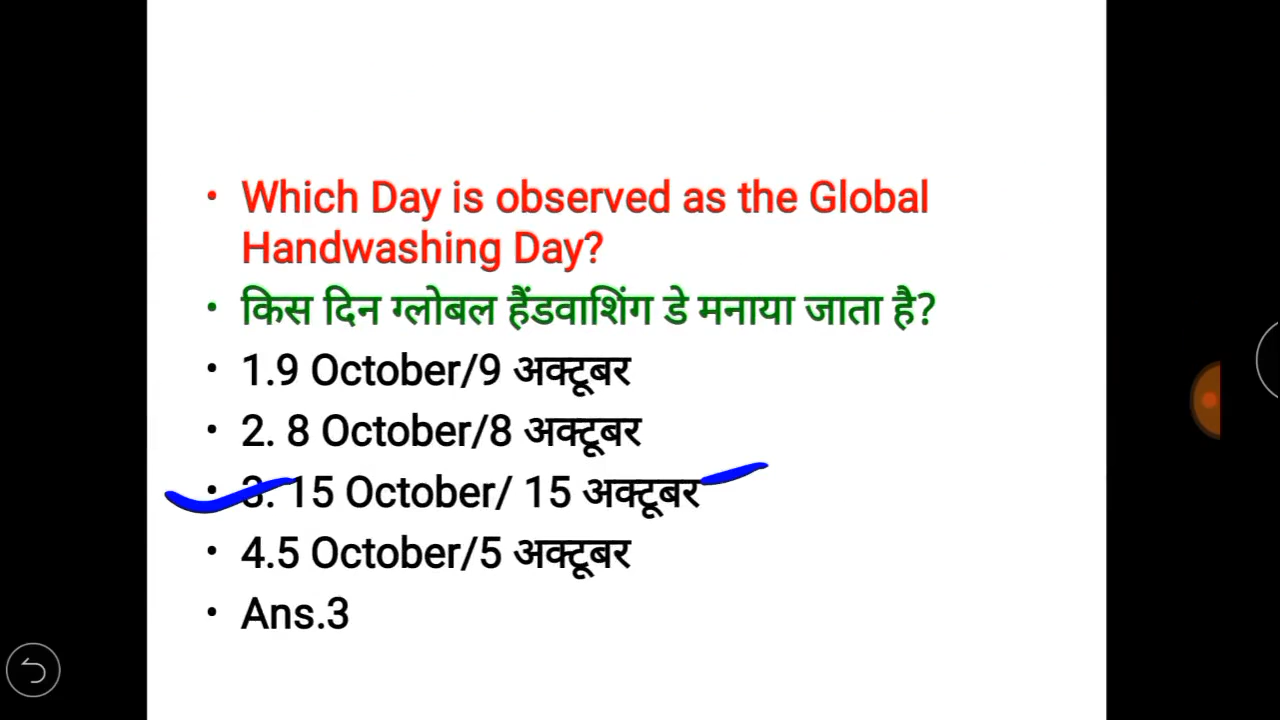 • Which Day is observed as the Global
Handwashing Day?
• किस दिन ग्लोबल हैंडवाशिंग डे मनाया जाता है?
• 1.9 October/9 अक्टूबर
• 2. 8 October/8 अक्टूबर
• 3. 15 October/ 15 अक्टूबर
• 4.5 October/5 अक्टूबर
• Ans.3